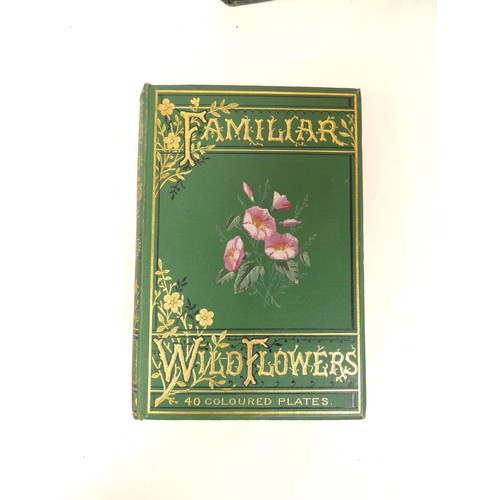 FAMILIAR
WILD FLOWERS
40 COLOURED PLATES.